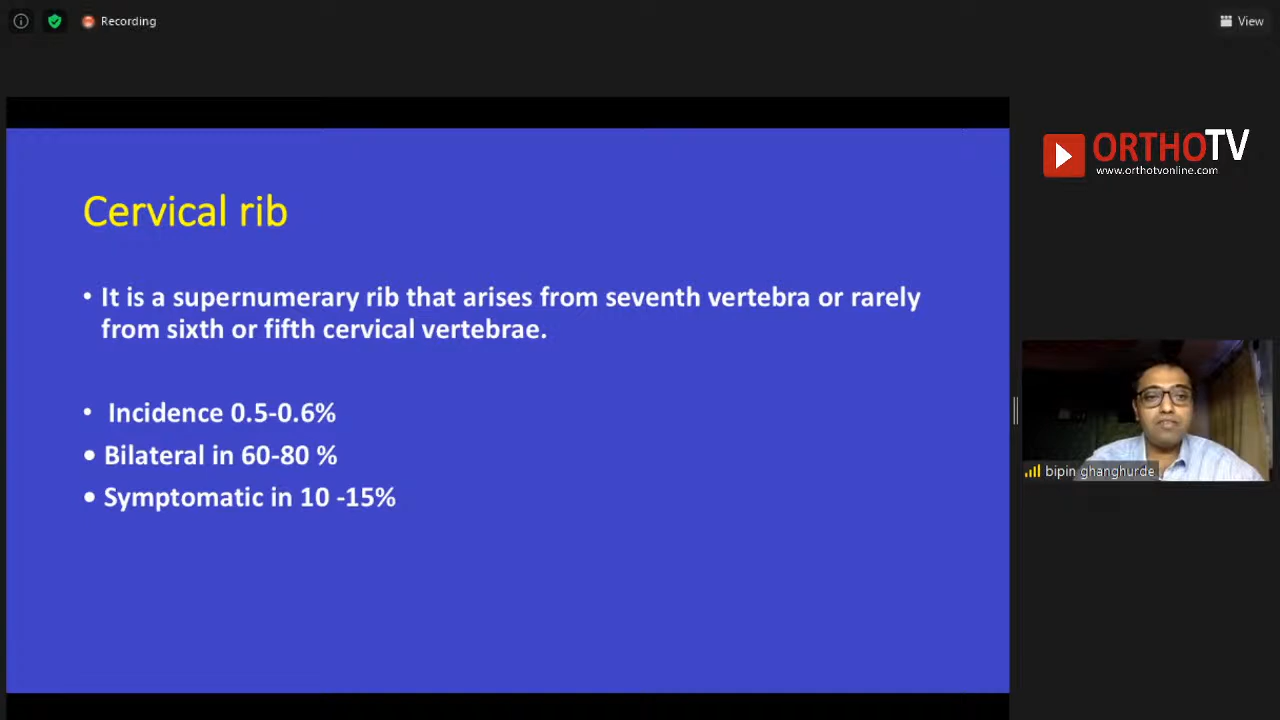 Recording
View
ORTHOTV
www.orthotvonline.com
Cervical rib
• It is a supernumerary rib that arises from seventh vertebra or rarely
from sixth or fifth cervical vertebrae.
• Incidence 0.5-0.6%
• Bilateral in 60-80 %
• Symptomatic in 10 -15%
bipin ghanghurde